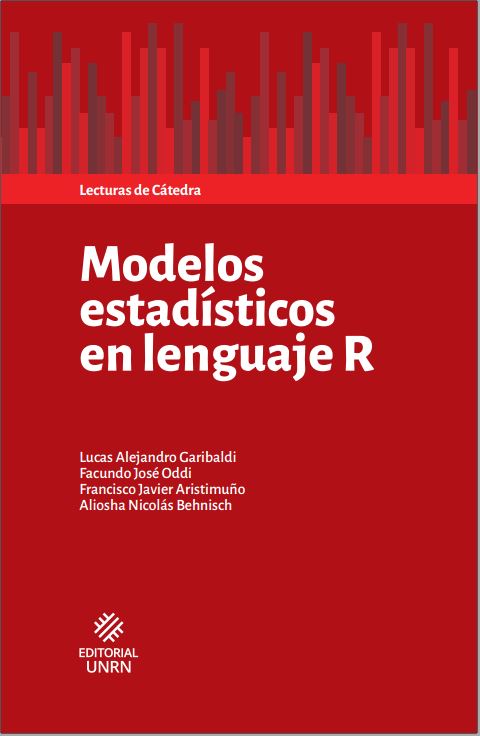 Lecturas de Cátedra
Modelos
estadísticos
en lenguaje R
Lucas Alejandro Garibaldi
Facundo José Oddi
Francisco Javier Aristimuño
Aliosha Nicolás Behnisch
EDITORIAL
UNRN